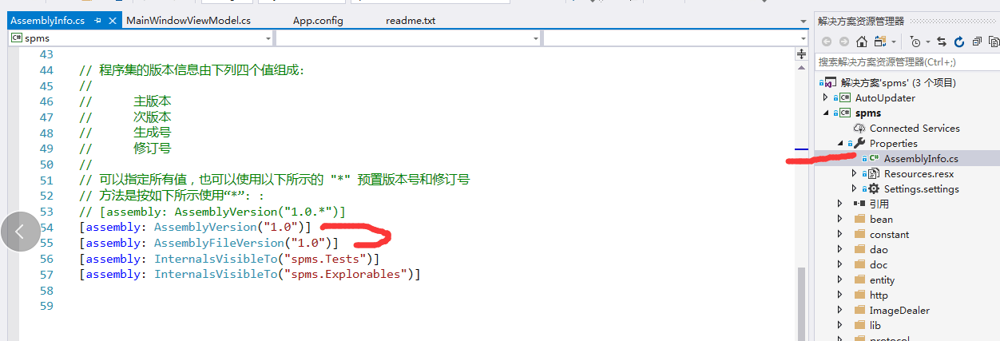 AssemblyInfo.cs
MainWindowViewModel.cs
App.config
readme.txt
解决方案资源管理器
C# spms
搜索解决方案资源管理器(Ctrl+;)
43
44 // 程序集的版本信息由下列四个值组成:
45 //
46 // 主版本
47 // 次版本
48 // 生成号
49 // 修订号
50 //
51 // 可以指定所有值，也可以使用以下所示的 "*" 预置版本号和修订号
52 // 方法是按如下所示使用“*”: :
53 // [assembly: AssemblyVersion("1.0.*")]
54 [assembly: AssemblyVersion("1.0")]
55 [assembly: AssemblyFileVersion("1.0")]
56 [assembly: InternalsVisibleTo("spms.Tests")]
57 [assembly: InternalsVisibleTo("spms.Explorables")]
58
59
解决方案'spms' (3 个项目)
C# AutoUpdater
C# spms
Connected Services
Properties
C# AssemblyInfo.cs
Resources.resx
Settings.settings
引用
bean
constant
dao
doc
entity
http
ImageDealer
lib
protocol